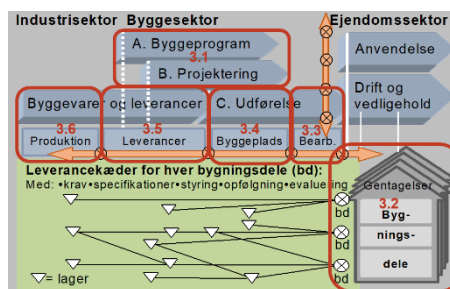 Industrisektor Byggesektor Ejendomssektor
A. Byggeprogram
3.1
B. Projektering
Anvendelse
Drift og
vedligehold
Byggevarer og leverancer C. Udførelse
3.6 3.5 3.4 3.3
Produktion Leverancer Byggeplads Bearb.
Leverancekæder for hver bygningsdele (bd):
Med: •krav•specifikationer•styring•opfølgning•evaluering
Gentagelser
3.2
Byg-
nings-
dele
bd
bd
bd
= lager